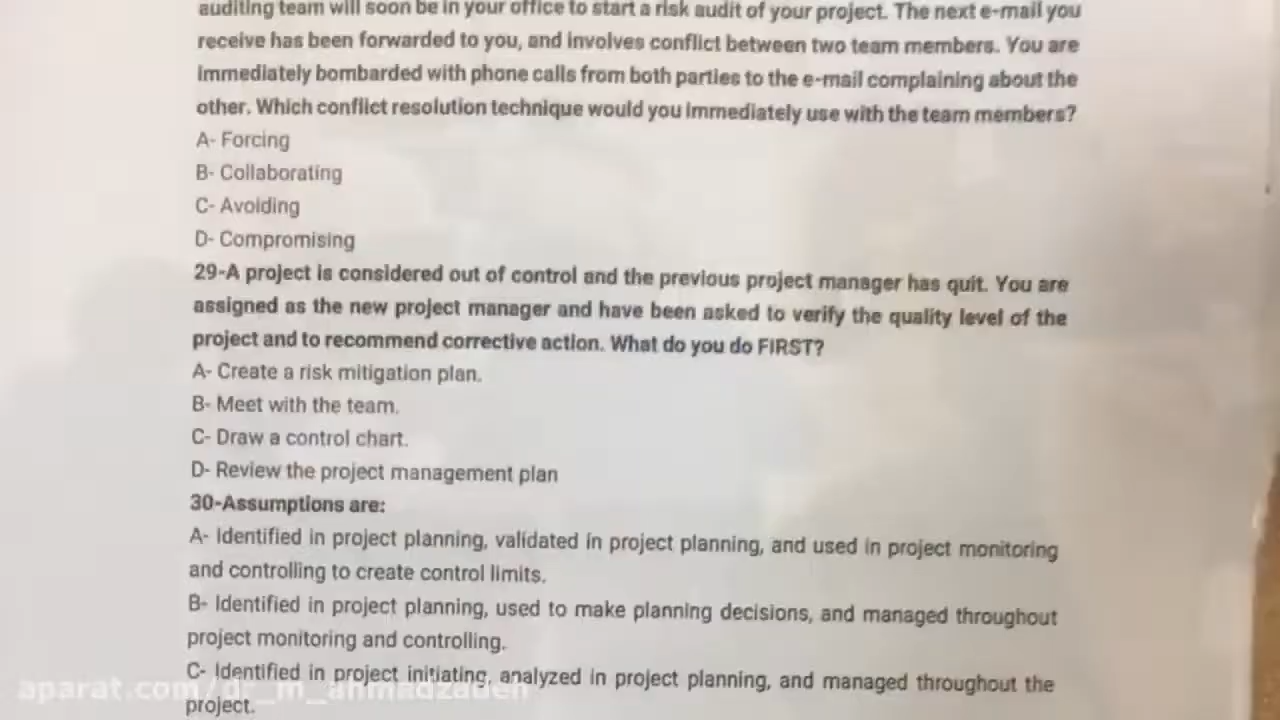 auditing team will soon be in your office to start a risk audit of your project. The next e-mail you
receive has been forwarded to you, and involves conflict between two team members. You are
immediately bombarded with phone calls from both parties to the e-mail complaining about the
other. Which conflict resolution technique would you immediately use with the team members?
A- Forcing
B- Collaborating
C- Avoiding
D- Compromising
29-A project is considered out of control and the previous project manager has quit. You are
assigned as the new project manager and have been asked to verify the quality level of the
project and to recommend corrective action. What do you do FIRST?
A- Create a risk mitigation plan.
B- Meet with the team.
C- Draw a control chart.
D- Review the project management plan
30-Assumptions are:
A- Identified in project planning, validated in project planning, and used in project monitoring
and controlling to create control limits.
B- Identified in project planning, used to make planning decisions, and managed throughout
project monitoring and controlling.
C- Identified in project initiating, analyzed in project planning, and managed throughout the
project.
aparat.com/dr_m_ahmadzadeh